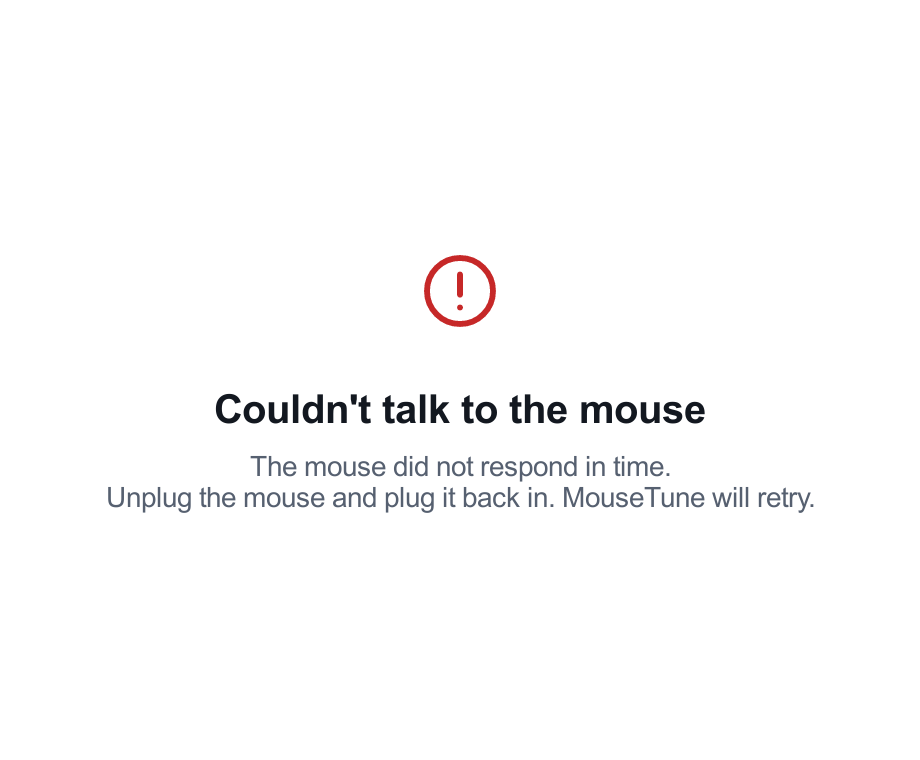 Couldn't talk to the mouse
The mouse did not respond in time.
Unplug the mouse and plug it back in. MouseTune will retry.